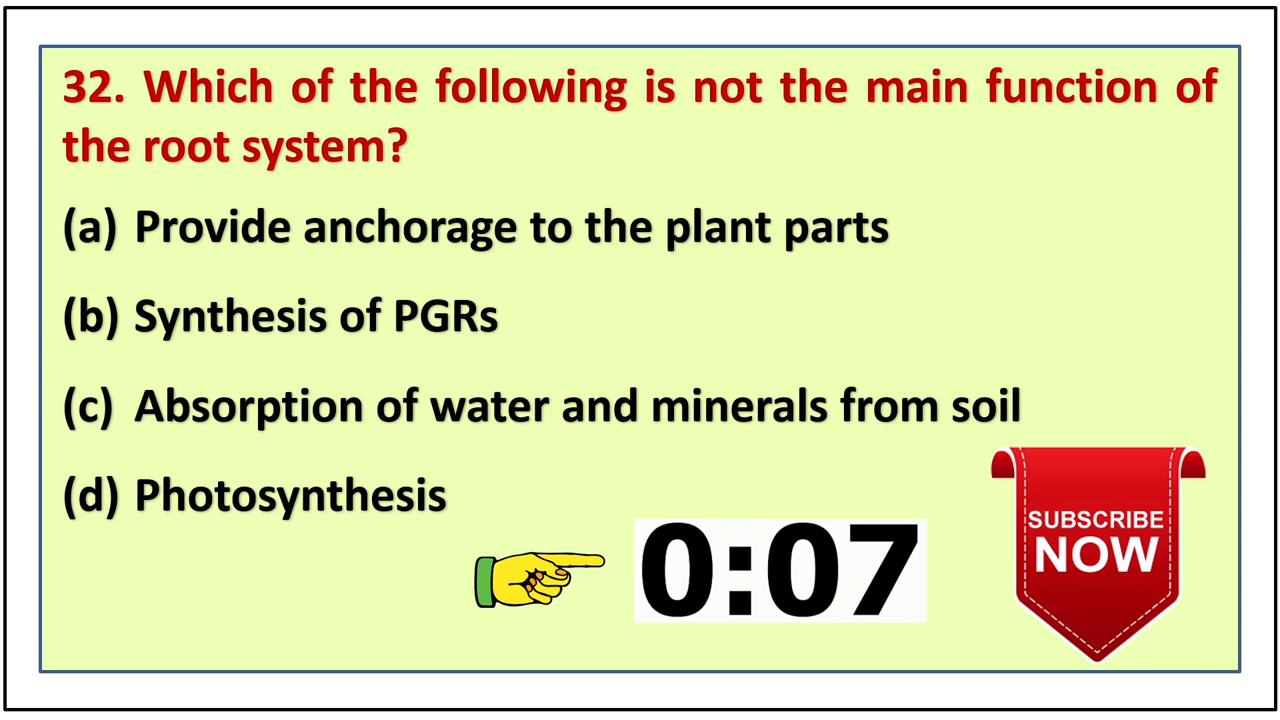 32. Which of the following is not the main function of
the root system?
(a) Provide anchorage to the plant parts
(b) Synthesis of PGRs
(c) Absorption of water and minerals from soil
(d) Photosynthesis
0:07
SUBSCRIBE
NOW